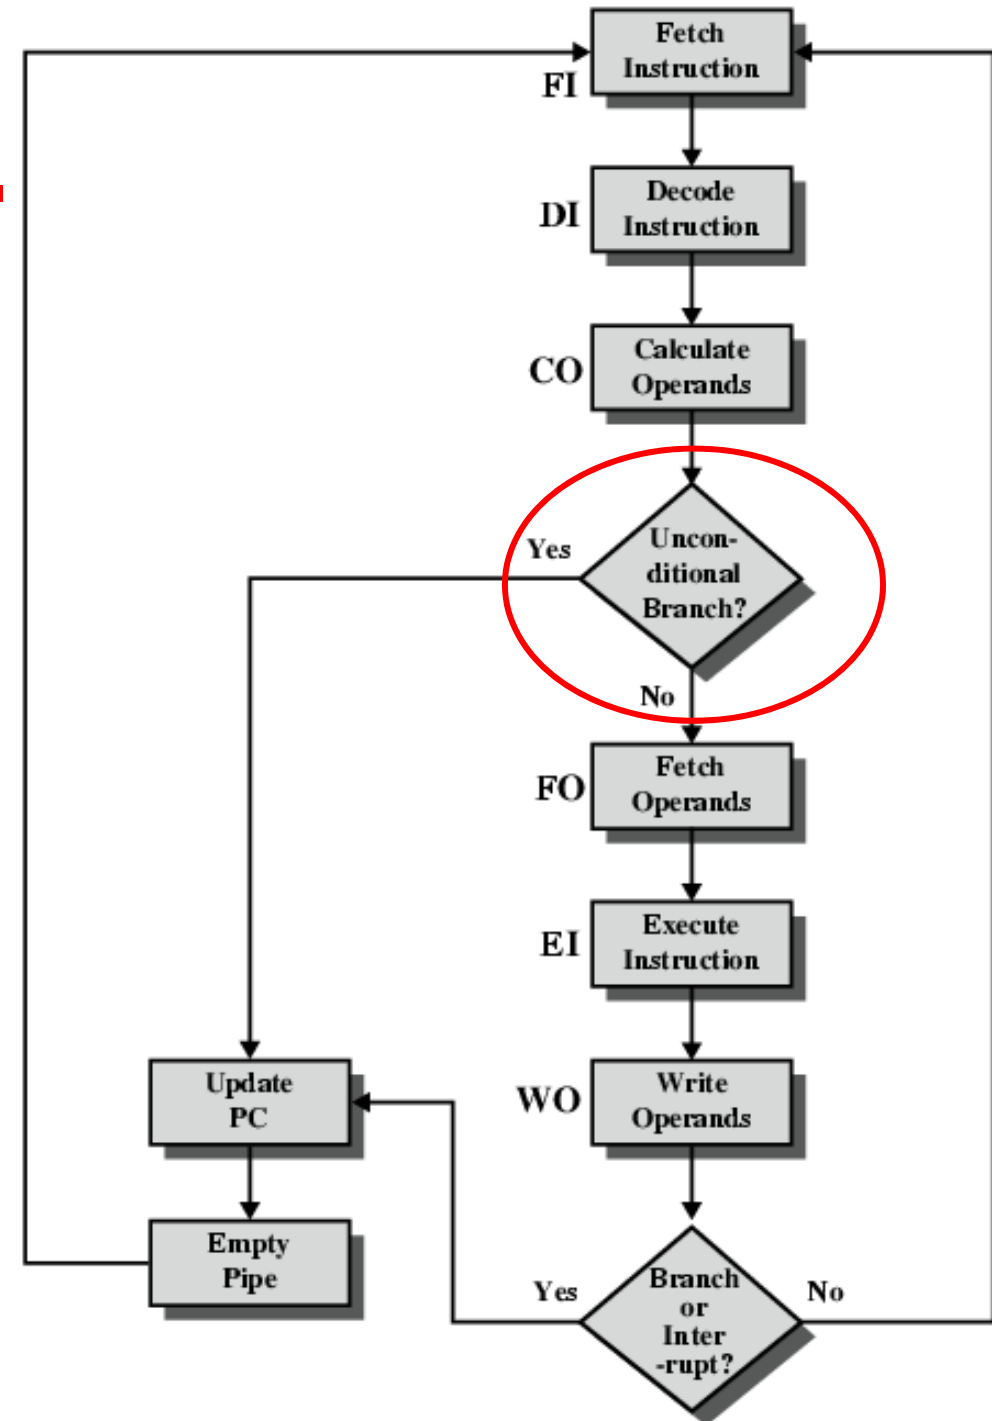 Fetch
Instruction
FI
Decode
Instruction
DI
Calculate
Operands
CO
Uncon-
ditional
Branch?
Yes
No
Fetch
Operands
FO
Execute
Instruction
EI
Write
Operands
WO
Update
PC
Empty
Pipe
Branch
or
Inter
-rupt?
Yes
No